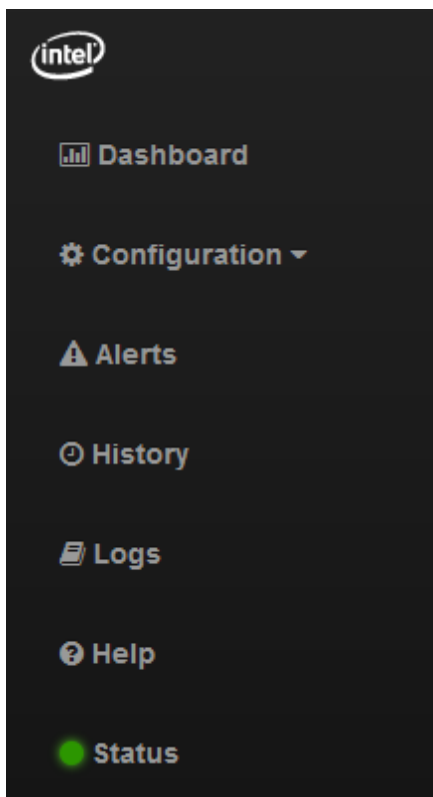 intel
Dashboard
Configuration
Alerts
History
Logs
Help
Status